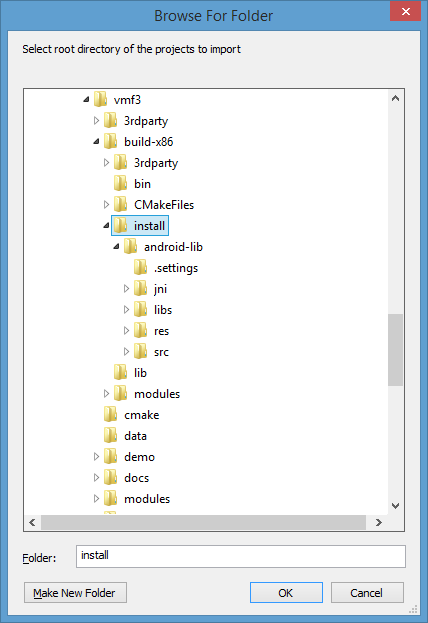 Browse For Folder
Select root directory of the projects to import
vmf3
3rdparty
build-x86
3rdparty
bin
CMakeFiles
install
android-lib
.settings
jni
libs
res
src
lib
modules
cmake
data
demo
docs
modules
Folder:
install
Make New Folder
OK
Cancel